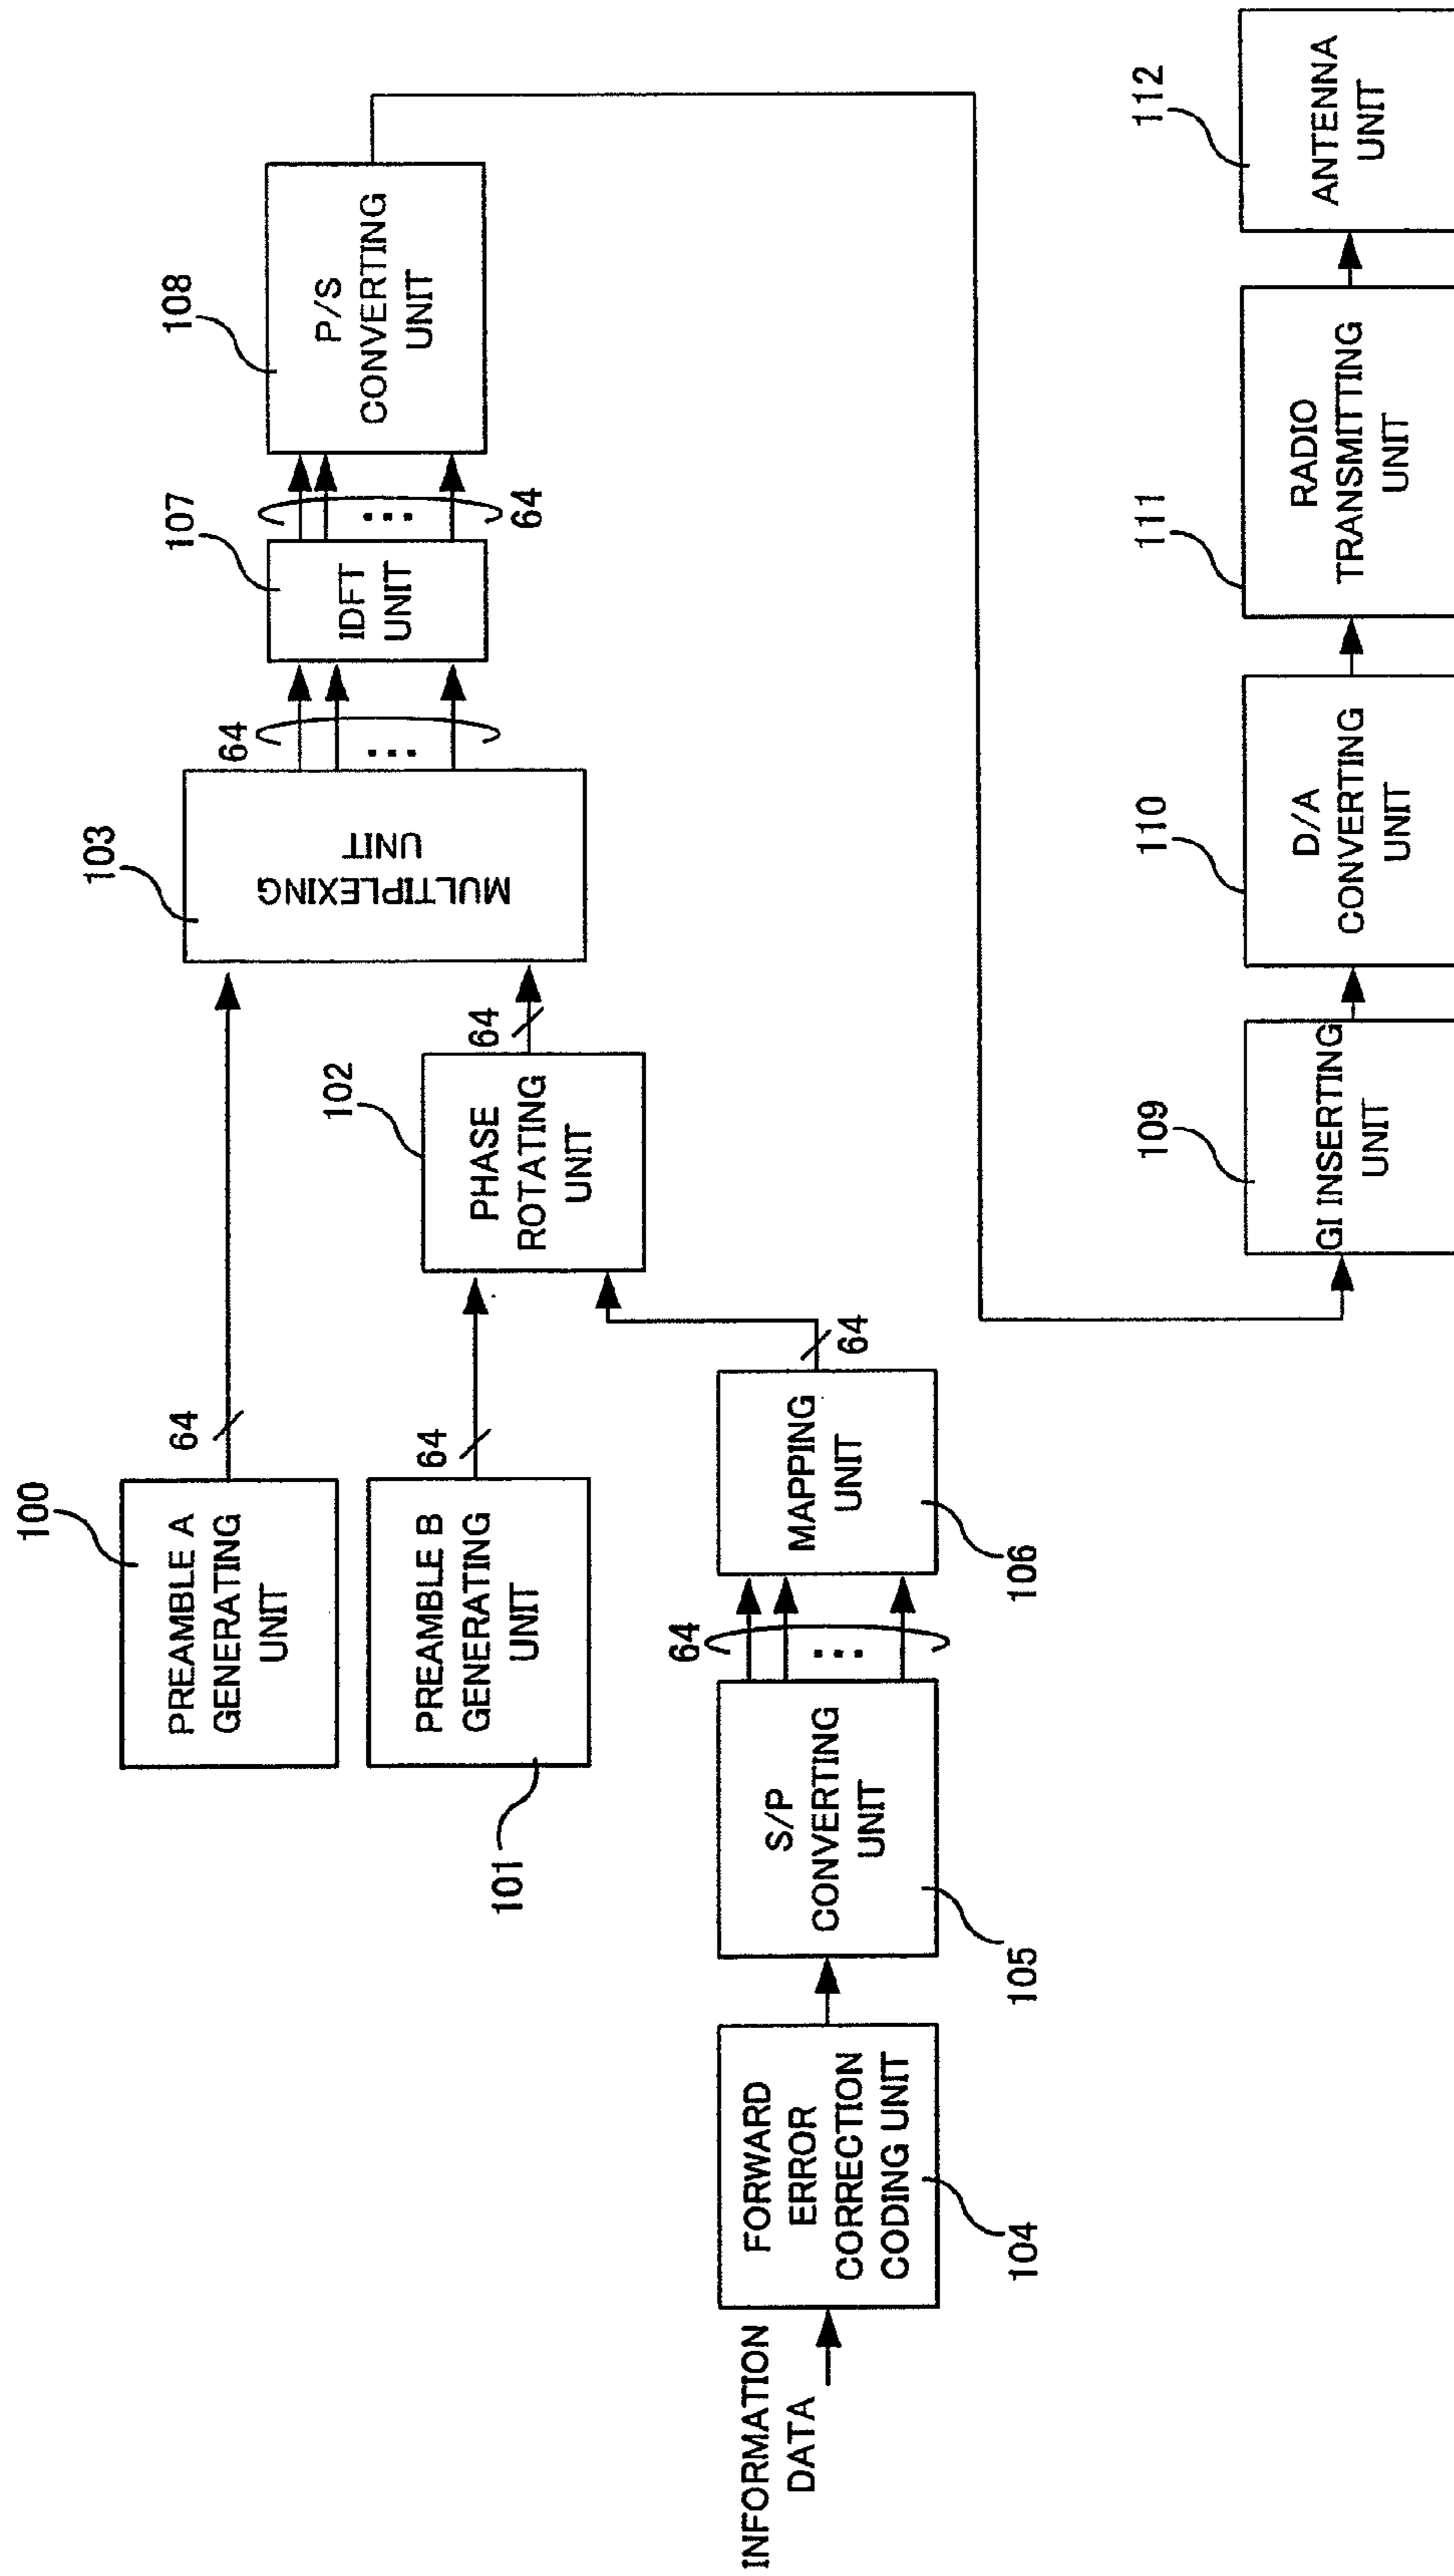 100
PREAMBLE A
GENERATING
UNIT
64
101
PREAMBLE B
GENERATING
UNIT
64
INFORMATION
DATA
104
FORWARD
ERROR
CORRECTION
CODING UNIT
105
S/P
CONVERTING
UNIT
64
106
MAPPING
UNIT
64
102
PHASE
ROTATING
UNIT
64
103
MULTIPLEXING
UNIT
64
107
IDFT
UNIT
64
108
P/S
CONVERTING
UNIT
109
GI INSERTING
UNIT
110
D/A
CONVERTING
UNIT
111
RADIO
TRANSMITTING
UNIT
112
ANTENNA
UNIT